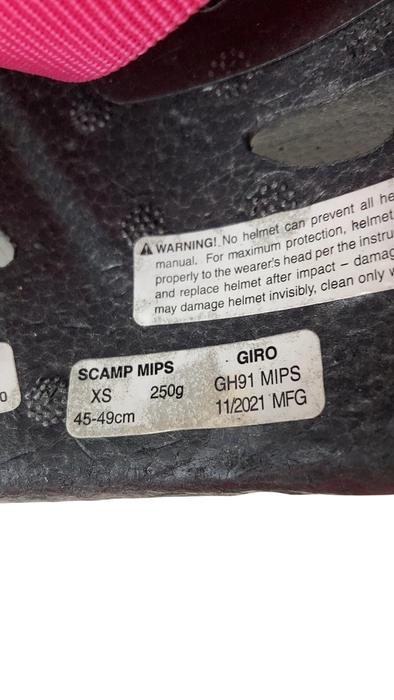 ⚠ WARNING! No helmet can prevent all he
manual. For maximum protection, helmet
properly to the wearer's head per the instru
and replace helmet after impact – damag
may damage helmet invisibly, clean only w
SCAMP MIPS
XS 250g
45-49cm
GIRO
GH91 MIPS
11/2021 MFG
o